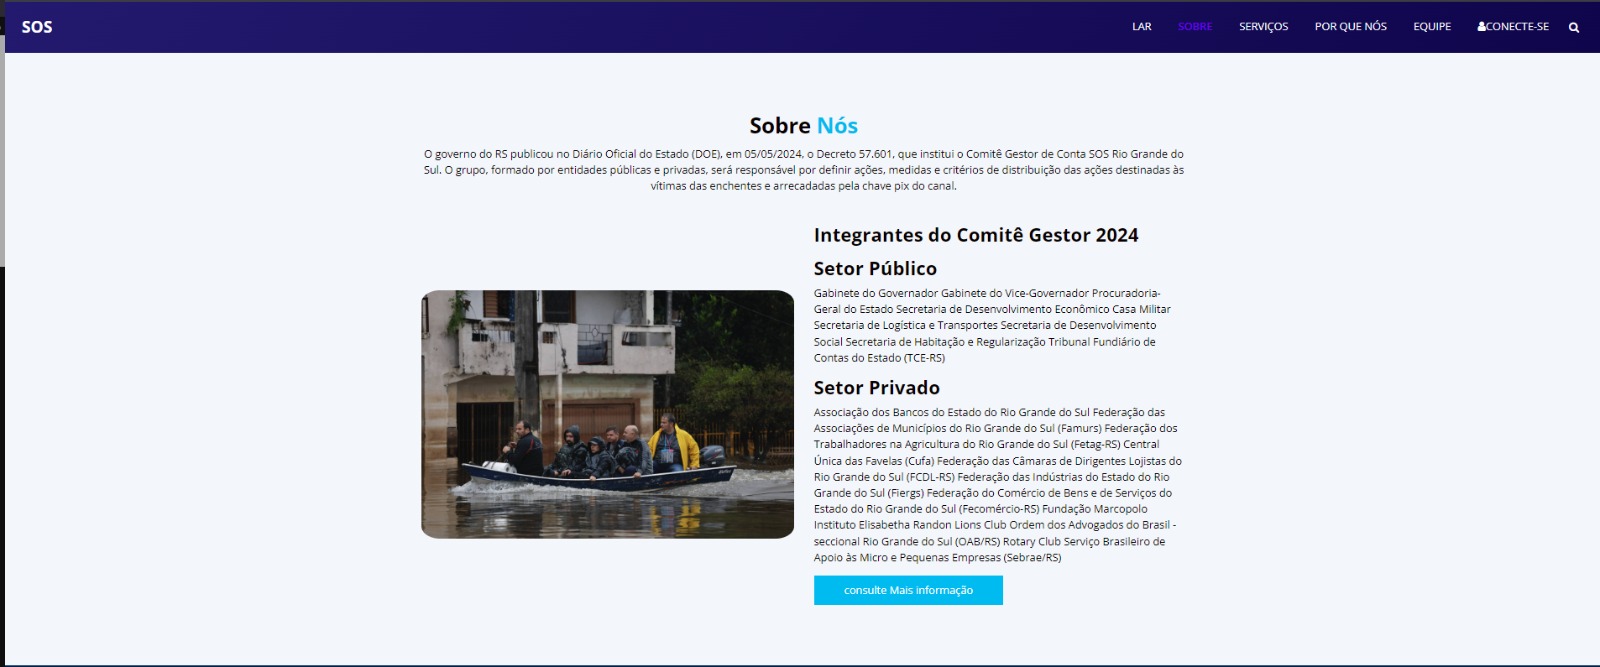 SOS
LAR SOBRE SERVIÇOS POR QUE NÓS EQUIPE CONECTE-SE
Sobre Nós
O governo do RS publicou no Diário Oficial do Estado (DOE), em 05/05/2024, o Decreto 57.601, que institui o Comitê Gestor de Conta SOS Rio Grande do
Sul. O grupo, formado por entidades públicas e privadas, será responsável por definir ações, medidas e critérios de distribuição das ações destinadas às
vítimas das enchentes e arrecadadas pela chave pix do canal.
Integrantes do Comitê Gestor 2024
Setor Público
Gabinete do Governador Gabinete do Vice-Governador Procuradoria-
Geral do Estado Secretaria de Desenvolvimento Econômico Casa Militar
Secretaria de Logística e Transportes Secretaria de Desenvolvimento
Social Secretaria de Habitação e Regularização Tribunal Fundiário de
Contas do Estado (TCE-RS)
Setor Privado
Associação dos Bancos do Estado do Rio Grande do Sul Federação das
Associações de Municípios do Rio Grande do Sul (Famurs) Federação dos
Trabalhadores na Agricultura do Rio Grande do Sul (Fetag-RS) Central
Única das Favelas (Cufa) Federação das Câmaras de Dirigentes Lojistas do
Rio Grande do Sul (FCDL-RS) Federação das Indústrias do Estado do Rio
Grande do Sul (Fiergs) Federação do Comércio de Bens e de Serviços do
Estado do Rio Grande do Sul (Fecomércio-RS) Fundação Marcopolo
Instituto Elisabetha Randon Lions Club Ordem dos Advogados do Brasil -
seccional Rio Grande do Sul (OAB/RS) Rotary Club Serviço Brasileiro de
Apoio às Micro e Pequenas Empresas (Sebrae/RS)
consulte Mais informação